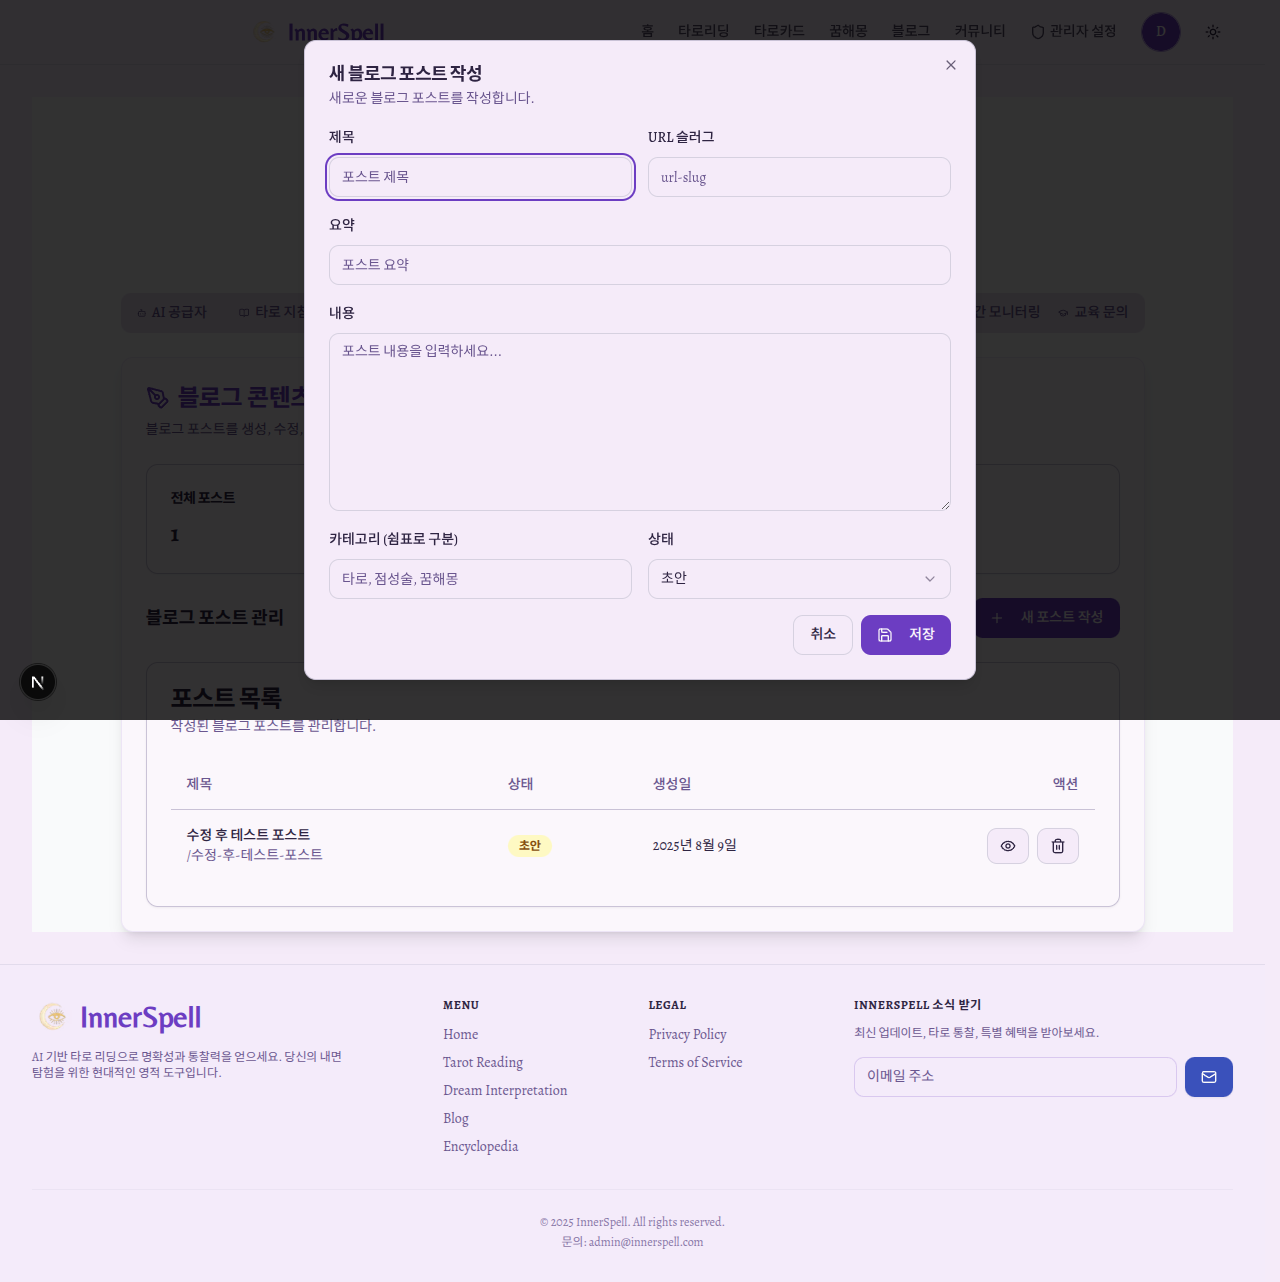 InnerSpell
홈 타로리딩 타로카드 꿈해몽 블로그 커뮤니티 관리자 설정 D
새 블로그 포스트 작성
새로운 블로그 포스트를 작성합니다.
제목 URL 슬러그
포스트 제목 url-slug
요약
포스트 요약
내용
포스트 내용을 입력하세요...
카테고리 (쉼표로 구분) 상태
타로, 점성술, 꿈해몽 초안
취소 저장
AI 공급자 타로 지침 간 모니터링 교육 문의
블로그 콘텐츠
블로그 포스트를 생성, 수정,
전체 포스트
1
블로그 포스트 관리 새 포스트 작성
포스트 목록
작성된 블로그 포스트를 관리합니다.
제목 상태 생성일 액션
수정 후 테스트 포스트
/수정-후-테스트-포스트
초안 2025년 8월 9일
N
InnerSpell
AI 기반 타로 리딩으로 명확성과 통찰력을 얻으세요. 당신의 내면
탐험을 위한 현대적인 영적 도구입니다.
MENU
Home
Tarot Reading
Dream Interpretation
Blog
Encyclopedia
LEGAL
Privacy Policy
Terms of Service
INNERSPELL 소식 받기
최신 업데이트, 타로 통찰, 특별 혜택을 받아보세요.
이메일 주소
© 2025 InnerSpell. All rights reserved.
문의: admin@innerspell.com